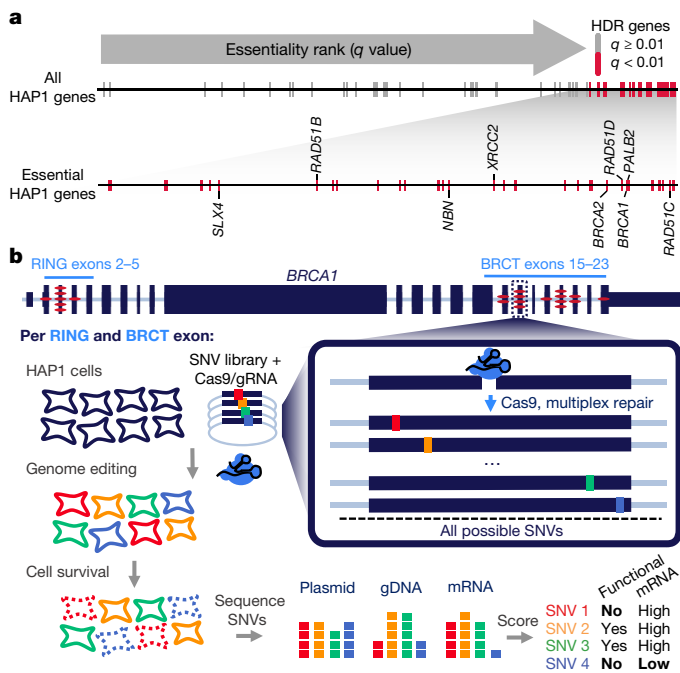 a
Essentiality rank (q value)
HDR genes
q ≥ 0.01
q < 0.01
All
HAP1 genes
RAD51B
XRCC2
RAD51D
PALB2
Essential
HAP1 genes
SLX4
NBN
BRCA2
BRCA1
RAD51C
b
RING exons 2–5
BRCA1
BRCT exons 15–23
Per RING and BRCT exon:
HAP1 cells
SNV library +
Cas9/gRNA
Cas9, multiplex repair
...
All possible SNVs
Genome editing
Cell survival
Sequence
SNVs
Plasmid
gDNA
mRNA
Score
Functional
mRNA
SNV 1 No High
SNV 2 Yes High
SNV 3 Yes High
SNV 4 No Low